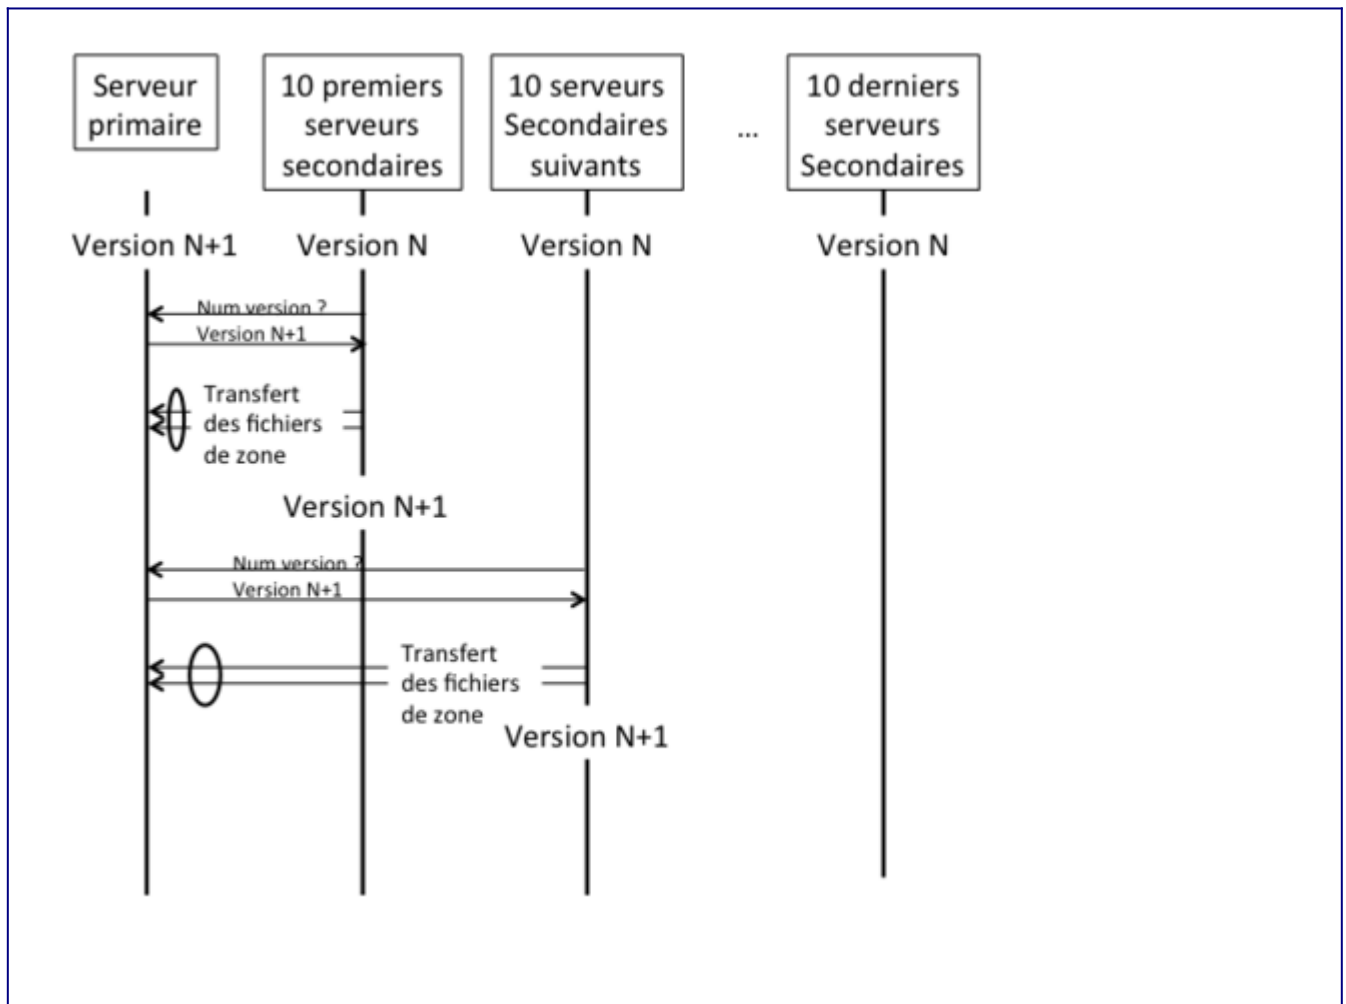 Serveur
primaire
10 premiers
serveurs
secondaires
10 serveurs
Secondaires
suivants
...
10 derniers
serveurs
Secondaires
Version N+1
Version N
Version N
Version N
Num version ?
Version N+1
Transfert
des fichiers
de zone
Version N+1
Num version ?
Version N+1
Transfert
des fichiers
de zone
Version N+1